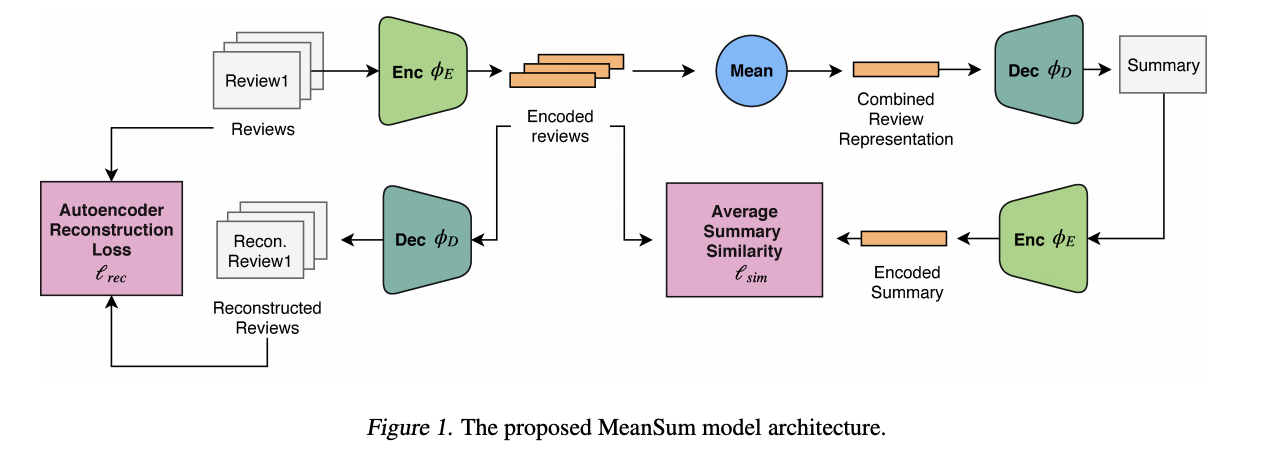 Review1
Enc ϕE
Mean
Dec ϕD
Summary
Reviews
Encoded
reviews
Combined
Review
Representation
Autoencoder
Reconstruction
Loss
ℓrec
Recon.
Review1
Dec ϕD
Average
Summary
Similarity
ℓsim
Enc ϕE
Reconstructed
Reviews
Encoded
Summary
Figure 1. The proposed MeanSum model architecture.